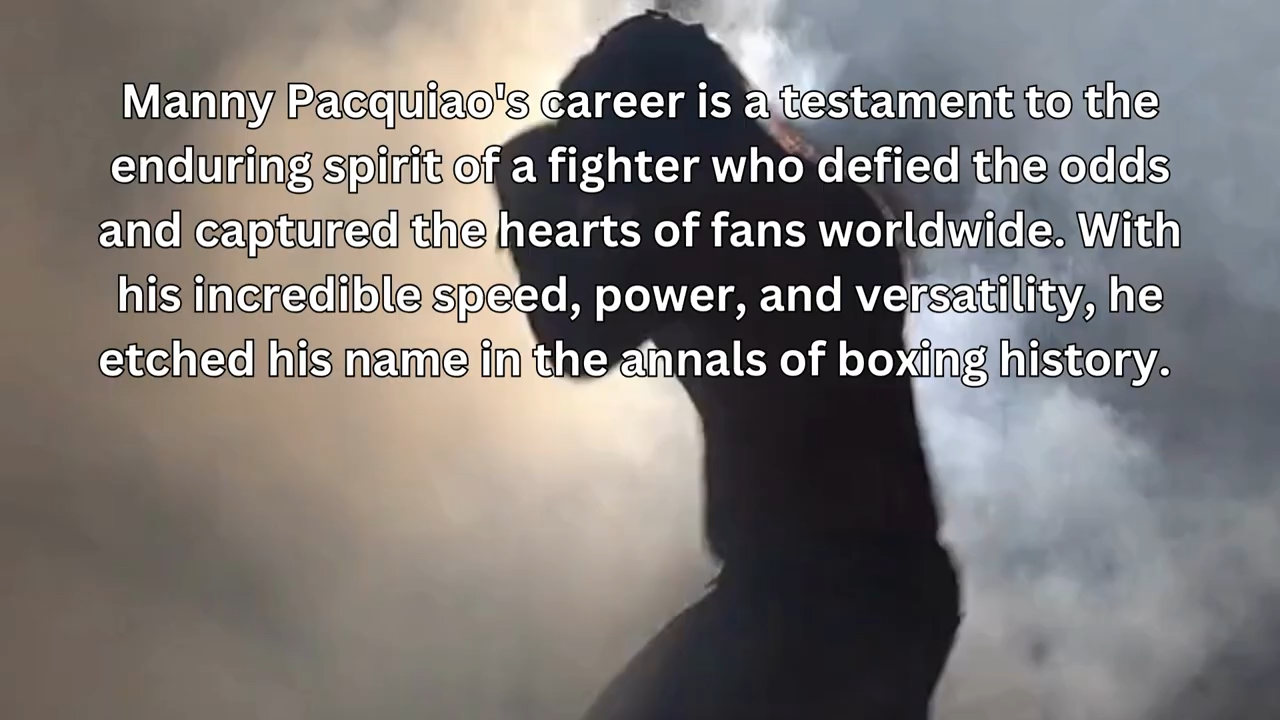 Manny Pacquiao's career is a testament to the
enduring spirit of a fighter who defied the odds
and captured the hearts of fans worldwide. With
his incredible speed, power, and versatility, he
etched his name in the annals of boxing history.